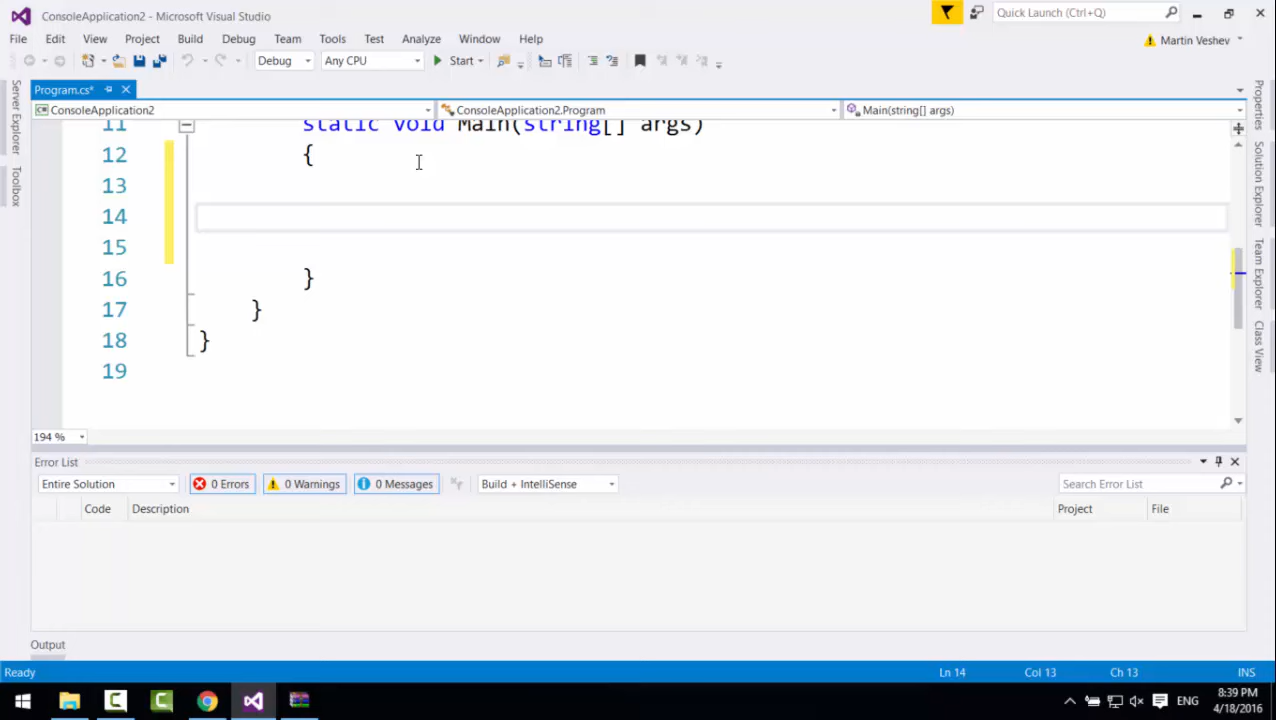 ConsoleApplication2 - Microsoft Visual Studio
Quick Launch (Ctrl+Q)
File Edit View Project Build Debug Team Tools Test Analyze Window Help
Martin Veshev
Debug Any CPU Start
Program.cs*
ConsoleApplication2 ConsoleApplication2.Program Main(string[] args)
11 static void Main(string[] args)
12 {
13
14
15
16 }
17 }
18 }
19
194 %
Server Explorer
Toolbox
Properties
Solution Explorer
Team Explorer
Class View
Error List
Entire Solution 0 Errors 0 Warnings 0 Messages Build + IntelliSense Search Error List
Code Description Project File
Output
Ready Ln 14 Col 13 Ch 13 INS
ENG
8:39 PM
4/18/2016